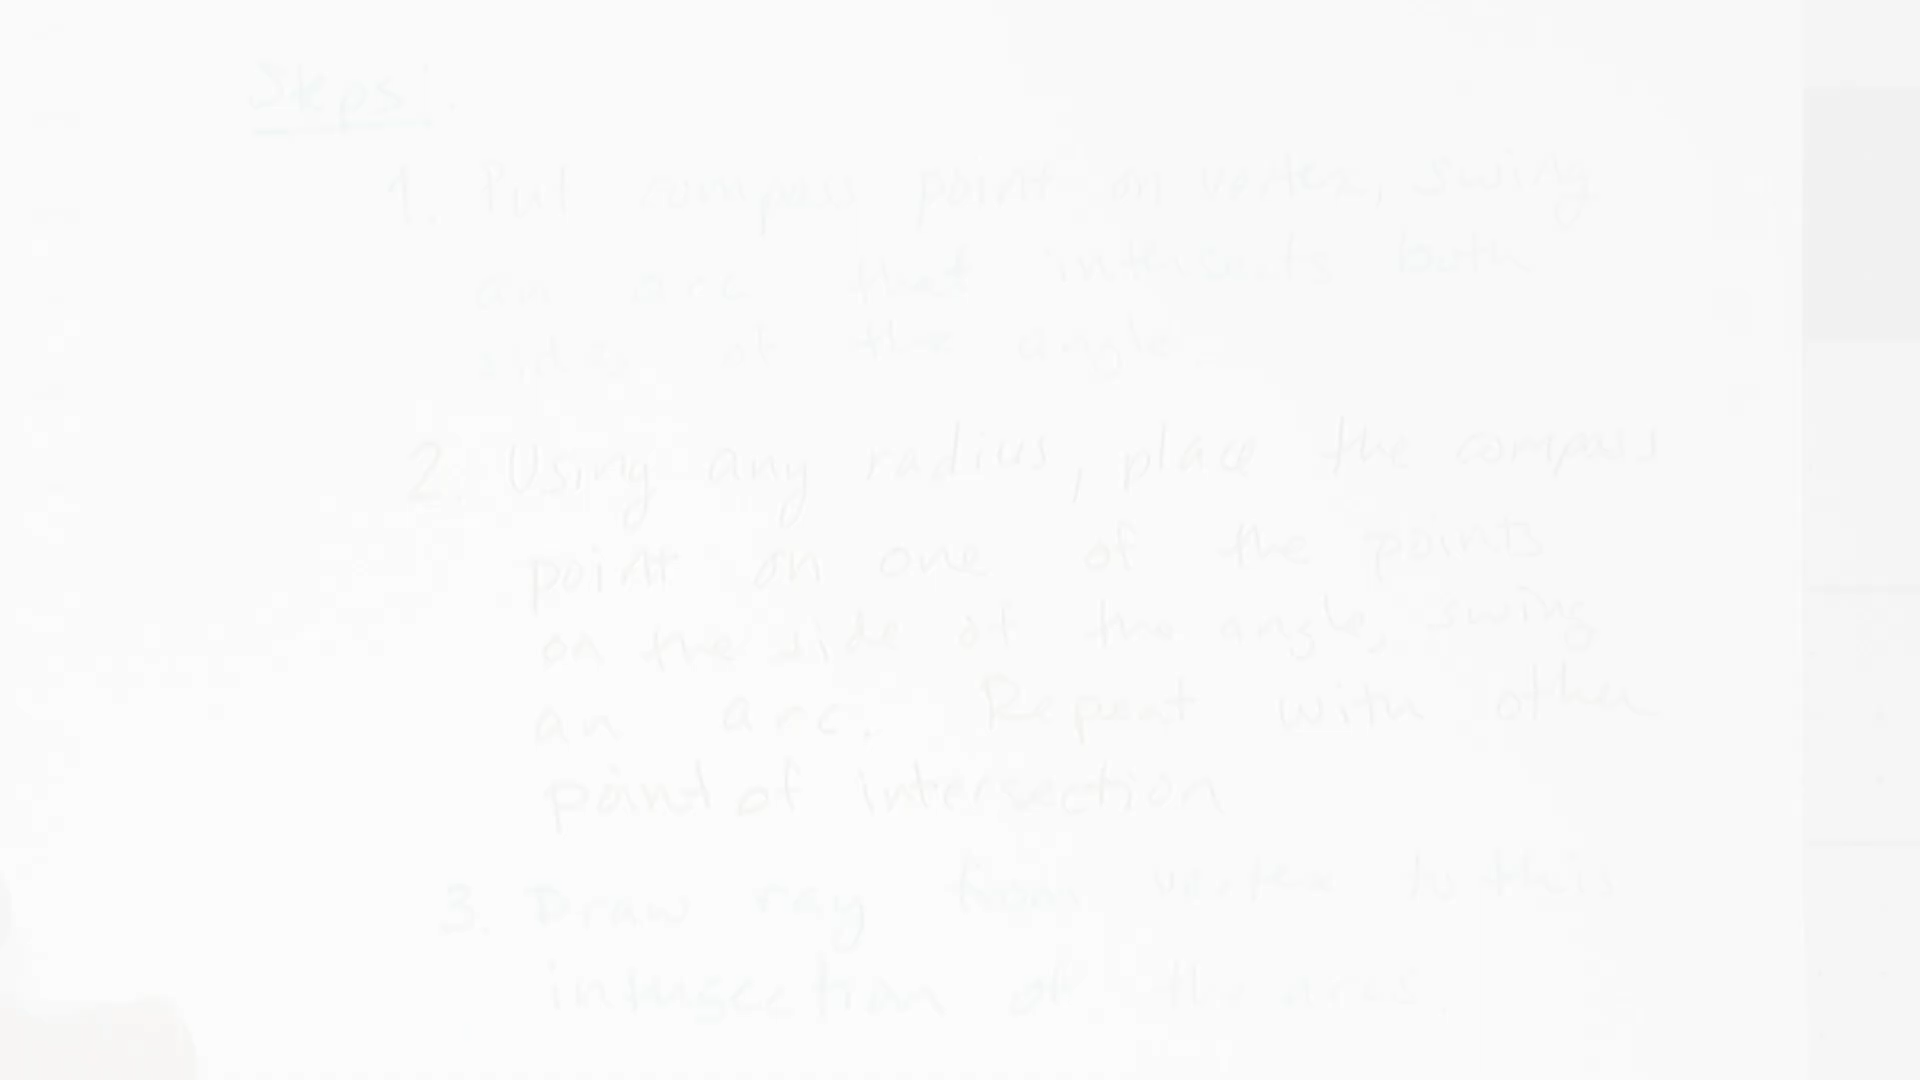 Steps:
1. Put compass point on vertex, swing
an arc that intersects both
sides of the angle.
2. Using any radius, place the compass
point on one of the points
on the side of the angle, swing
an arc. Repeat with other
point of intersection
3. Draw ray from vertex to this
intersection of the arcs.